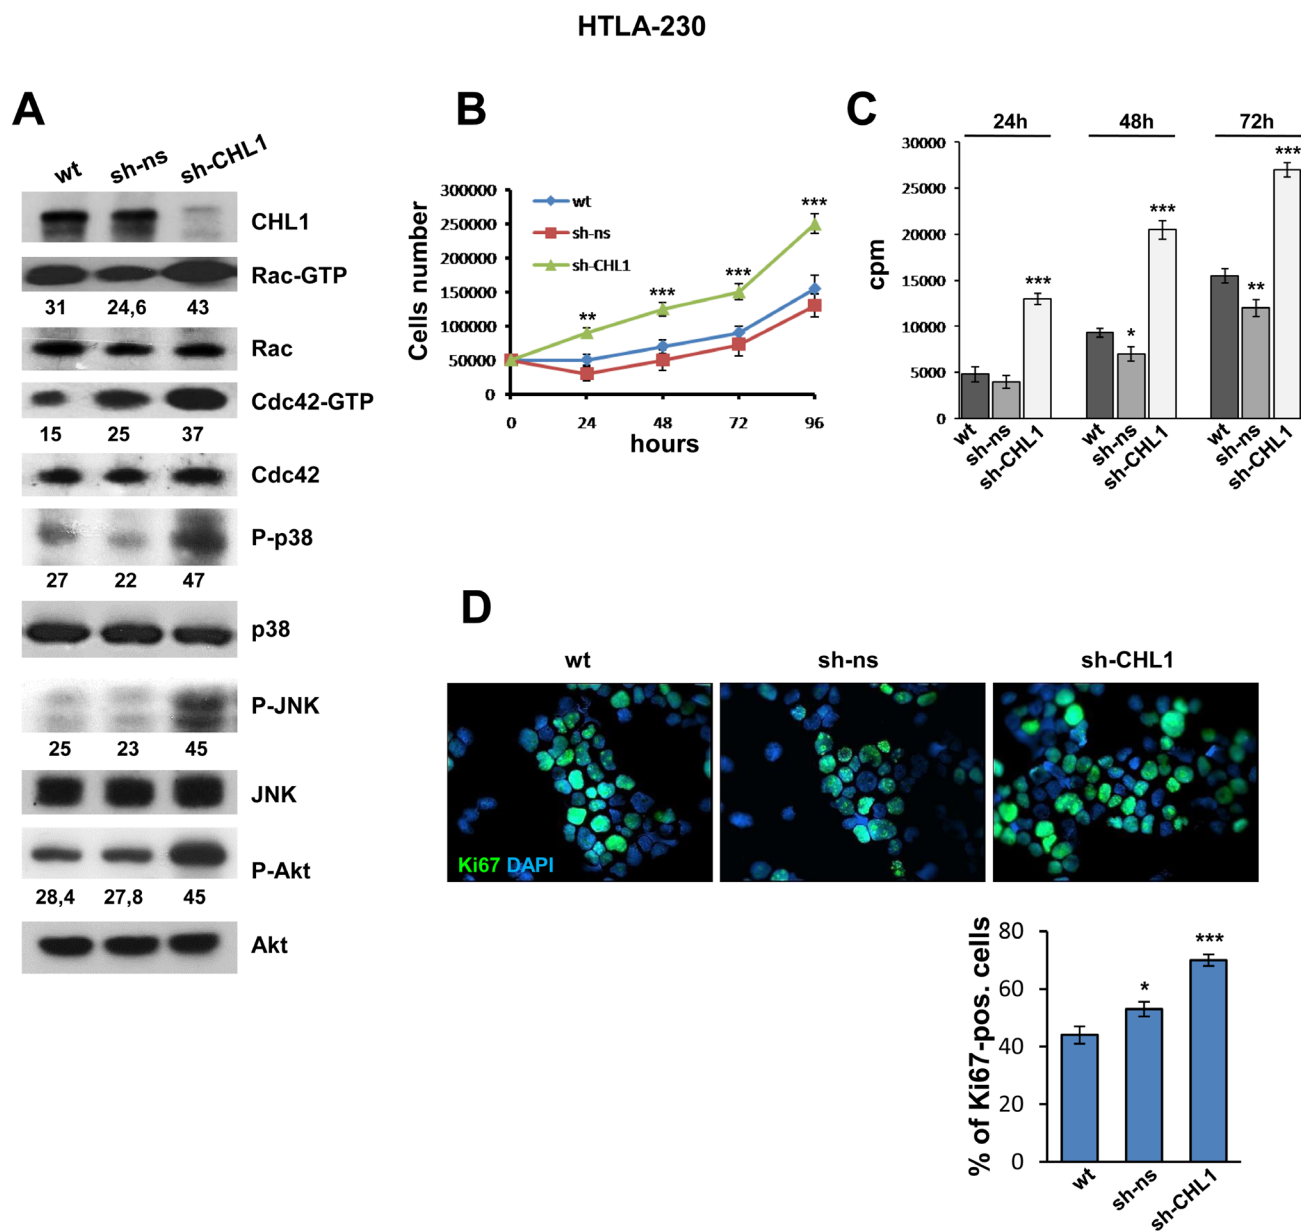 HTLA-230
A
wt sh-ns sh-CHL1
CHL1
Rac-GTP
31 24,6 43
Rac
Cdc42-GTP
15 25 37
Cdc42
P-p38
27 22 47
p38
P-JNK
25 23 45
JNK
P-Akt
28,4 27,8 45
Akt
B
300000
250000
200000
150000
100000
50000
0
Cells number
wt
sh-ns
sh-CHL1
** *** *** ***
0 24 48 72 96
hours
C
24h 48h 72h
30000
25000
20000
15000
10000
5000
0
cpm
*** * *** ** ***
wt sh-ns sh-CHL1 wt sh-ns sh-CHL1 wt sh-ns sh-CHL1
D
wt sh-ns sh-CHL1
Ki67 DAPI
80
60
40
20
0
% of Ki67-pos. cells
* ***
wt sh-ns sh-CHL1